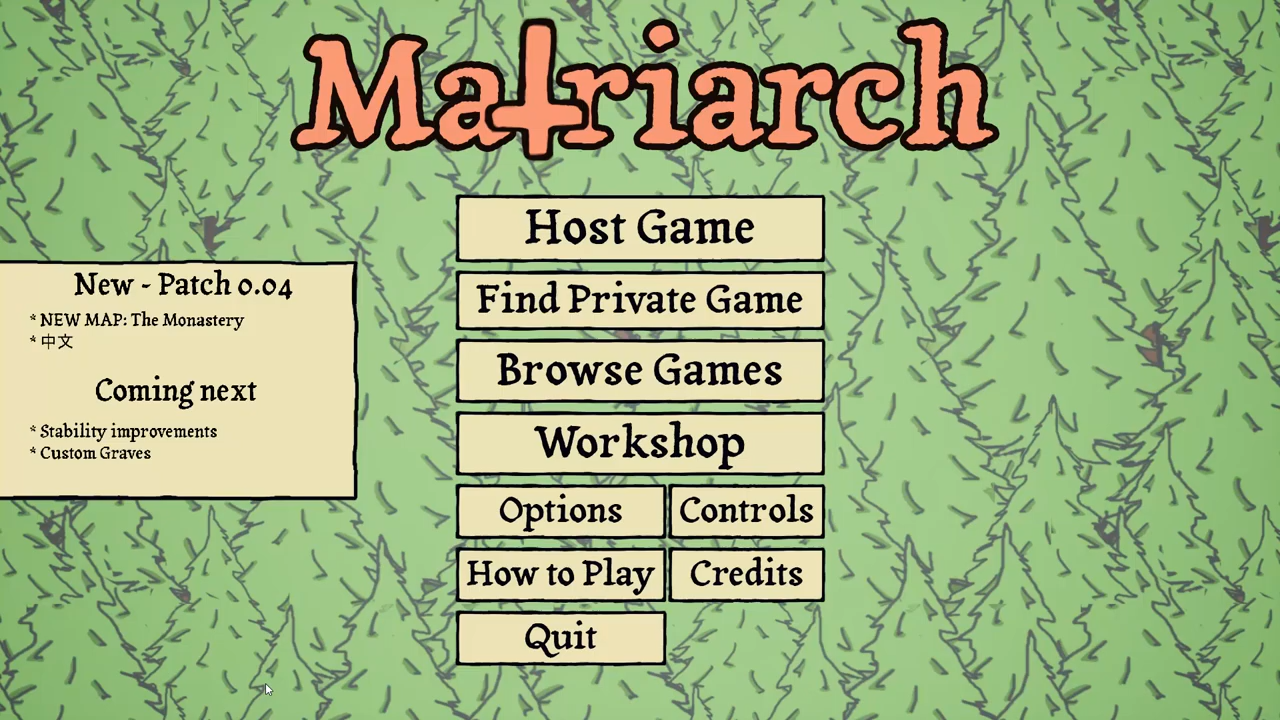 Matriarch
Host Game
Find Private Game
Browse Games
Workshop
Options
Controls
How to Play
Credits
Quit
New - Patch 0.04
* NEW MAP: The Monastery
* 中文
Coming next
* Stability improvements
* Custom Graves